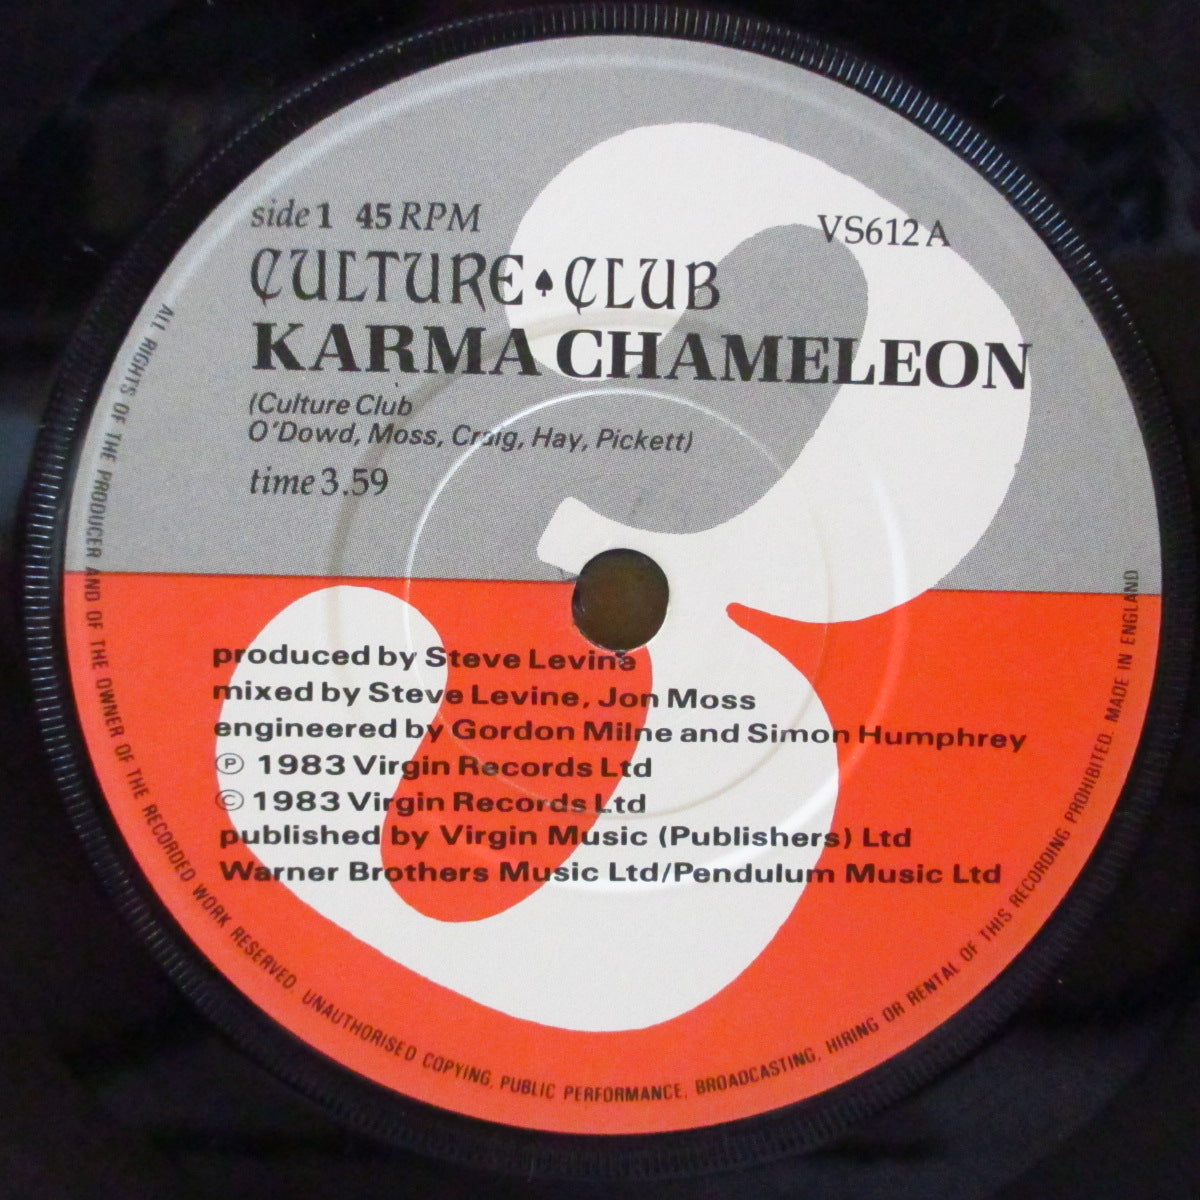 side 1 45 RPM
VS612 A
CULTURE ♠ CLUB
KARMA CHAMELEON
(Culture Club
O'Dowd, Moss, Craig, Hay, Pickett)
time 3.59
produced by Steve Levine
mixed by Steve Levine, Jon Moss
engineered by Gordon Milne and Simon Humphrey
℗ 1983 Virgin Records Ltd
© 1983 Virgin Records Ltd
published by Virgin Music (Publishers) Ltd
Warner Brothers Music Ltd/Pendulum Music Ltd
ALL RIGHTS OF THE PRODUCER AND OF THE OWNER OF THE RECORDED WORK RESERVED. UNAUTHORISED COPYING, PUBLIC PERFORMANCE, BROADCASTING, HIRING OR RENTAL OF THIS RECORDING PROHIBITED. MADE IN ENGLAND